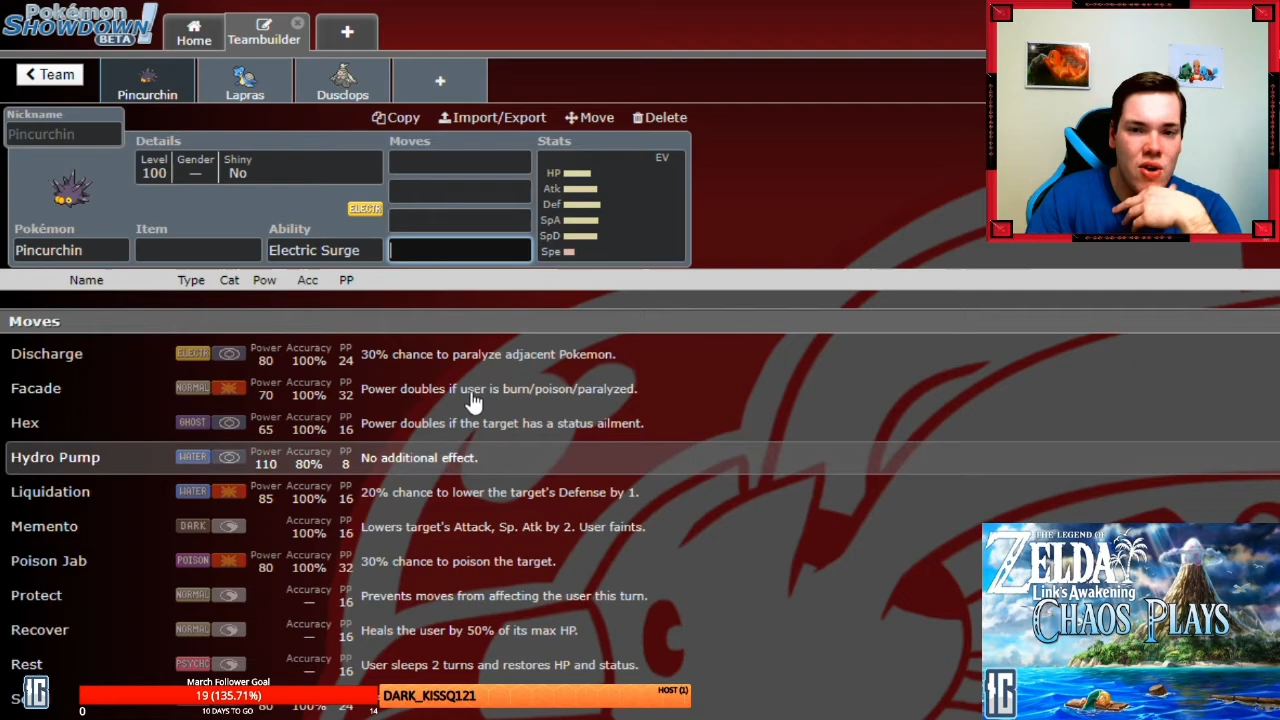 Pokémon
SHOWDOWN!
BETA
Home
Teambuilder
+
Team
Pincurchin
Lapras
Dusclops
+
Nickname
Pincurchin
Copy
Import/Export
Move
Delete
Details
Level Gender Shiny
100 — No
ELECTR
Pokémon
Pincurchin
Item
Ability
Electric Surge
Moves
Stats
EV
HP
Atk
Def
SpA
SpD
Spe
Name Type Cat Pow Acc PP
Moves
Discharge ELECTR Power 80 Accuracy 100% PP 24 30% chance to paralyze adjacent Pokemon.
Facade NORMAL Power 70 Accuracy 100% PP 32 Power doubles if user is burn/poison/paralyzed.
Hex GHOST Power 65 Accuracy 100% PP 16 Power doubles if the target has a status ailment.
Hydro Pump WATER Power 110 Accuracy 80% PP 8 No additional effect.
Liquidation WATER Power 85 Accuracy 100% PP 16 20% chance to lower the target's Defense by 1.
Memento DARK Accuracy 100% PP 16 Lowers target's Attack, Sp. Atk by 2. User faints.
Poison Jab POISON Power 80 Accuracy 100% PP 32 30% chance to poison the target.
Protect NORMAL Accuracy — PP 16 Prevents moves from affecting the user this turn.
Recover NORMAL Accuracy — PP 16 Heals the user by 50% of its max HP.
Rest PSYCHC Accuracy — PP 16 User sleeps 2 turns and restores HP and status.
March Follower Goal
19 (135.71%)
0 10 DAYS TO GO 14
DARK_KISSQ121
HOST (1)
THE LEGEND OF
ZELDA
Link's Awakening
CHAOS PLAYS